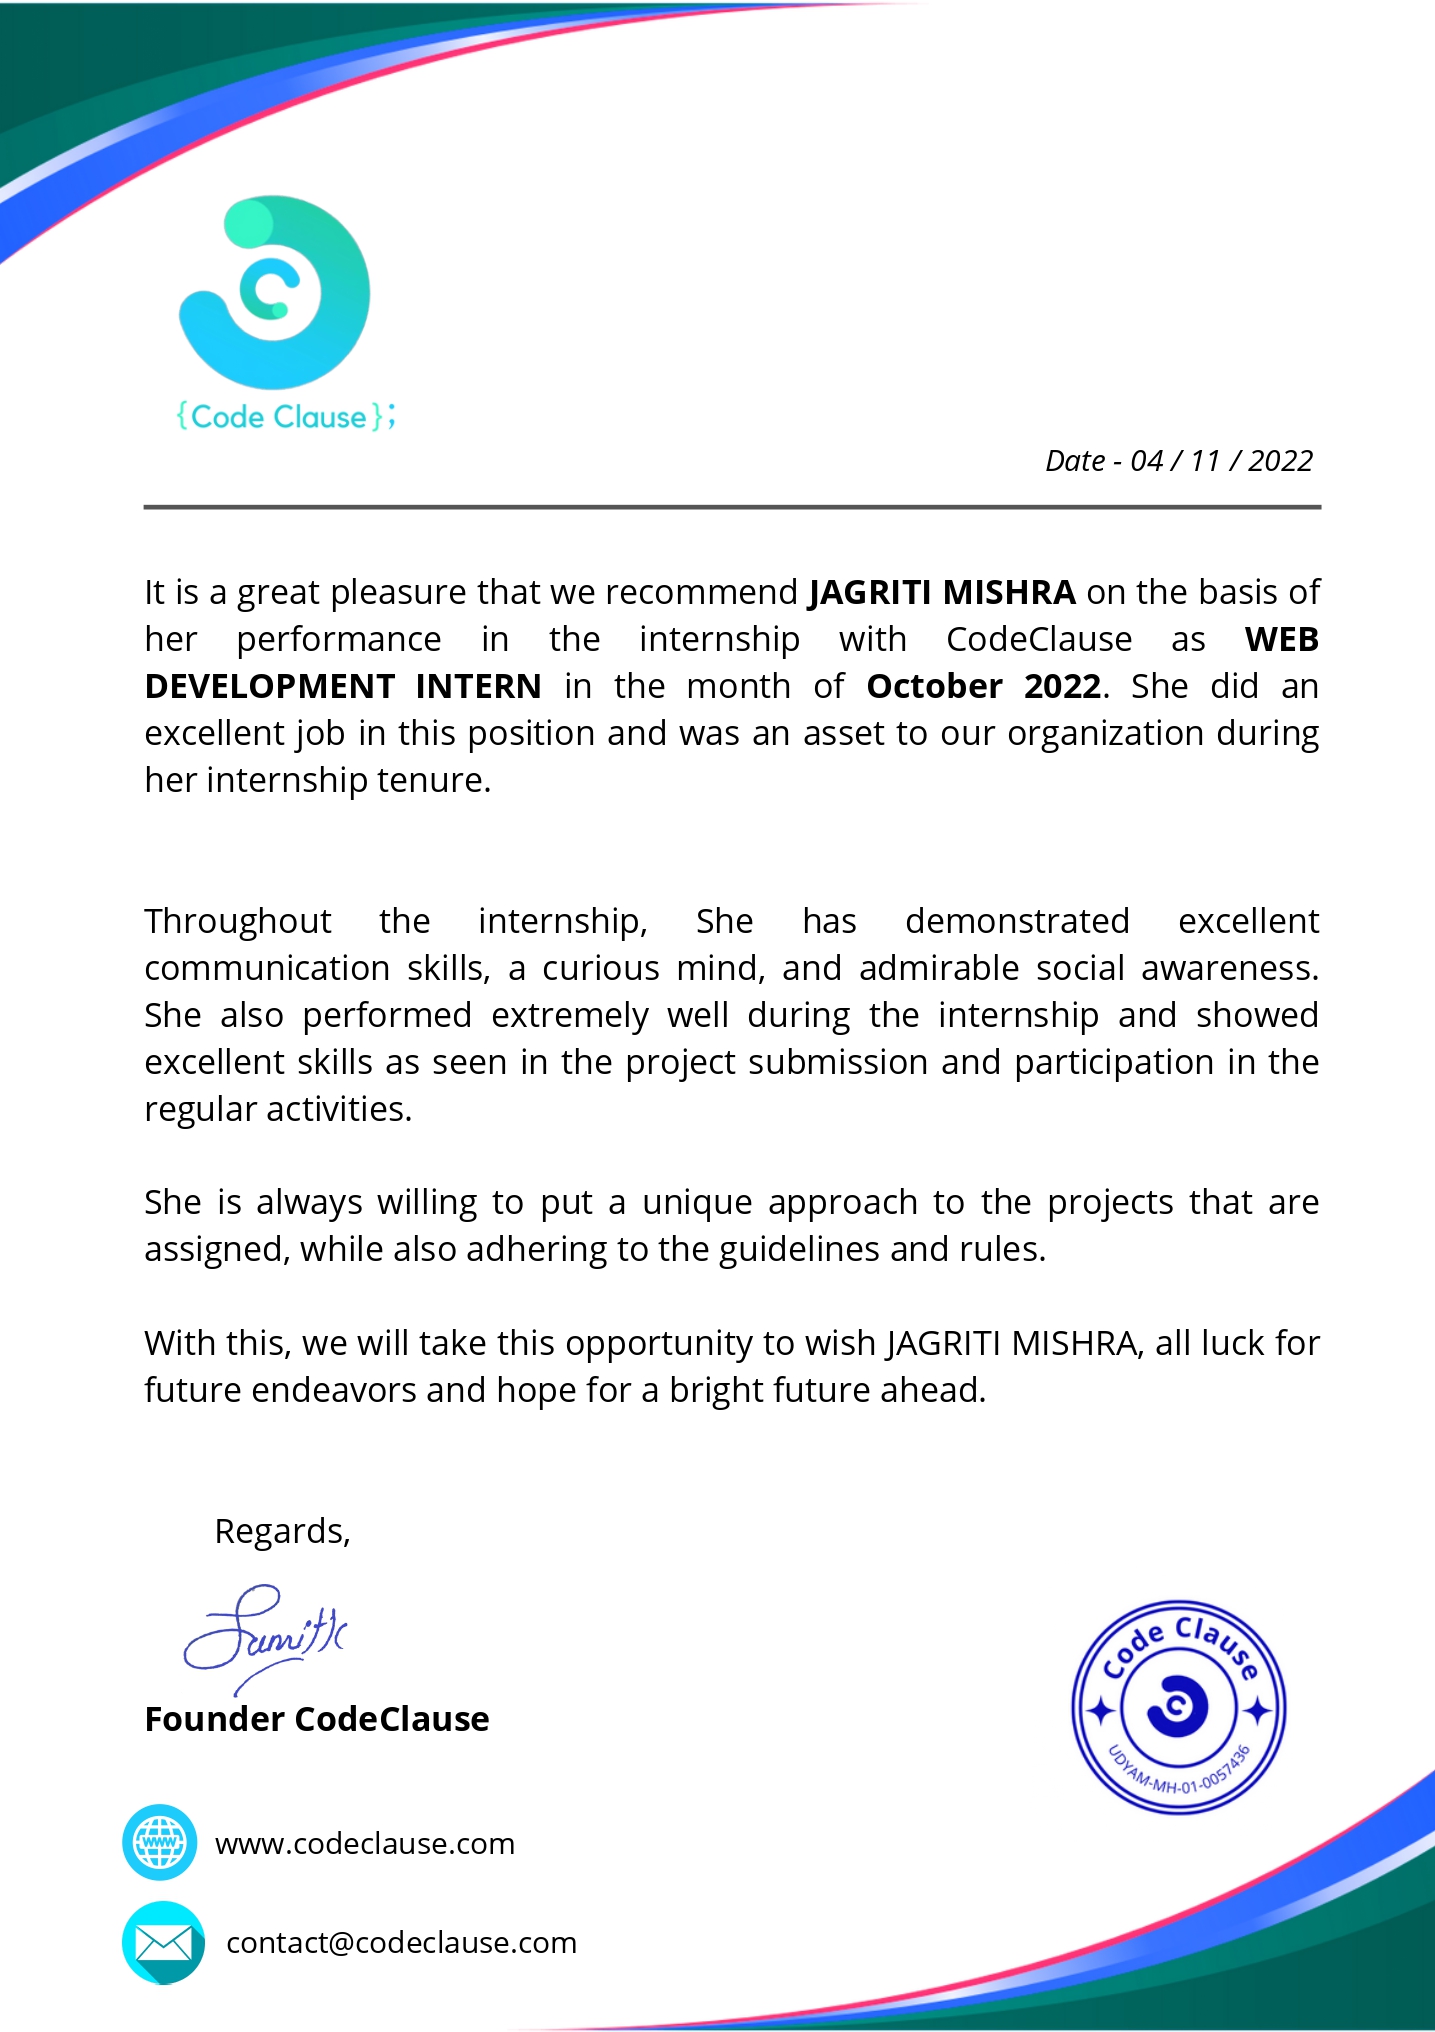 {Code Clause};
Date - 04 / 11 / 2022
It is a great pleasure that we recommend JAGRITI MISHRA on the basis of
her performance in the internship with CodeClause as WEB
DEVELOPMENT INTERN in the month of October 2022. She did an
excellent job in this position and was an asset to our organization during
her internship tenure.
Throughout the internship, She has demonstrated excellent
communication skills, a curious mind, and admirable social awareness.
She also performed extremely well during the internship and showed
excellent skills as seen in the project submission and participation in the
regular activities.
She is always willing to put a unique approach to the projects that are
assigned, while also adhering to the guidelines and rules.
With this, we will take this opportunity to wish JAGRITI MISHRA, all luck for
future endeavors and hope for a bright future ahead.
Regards,
Founder CodeClause
Code Clause
UDYAM-MH-01-0057436
www.codeclause.com
contact@codeclause.com